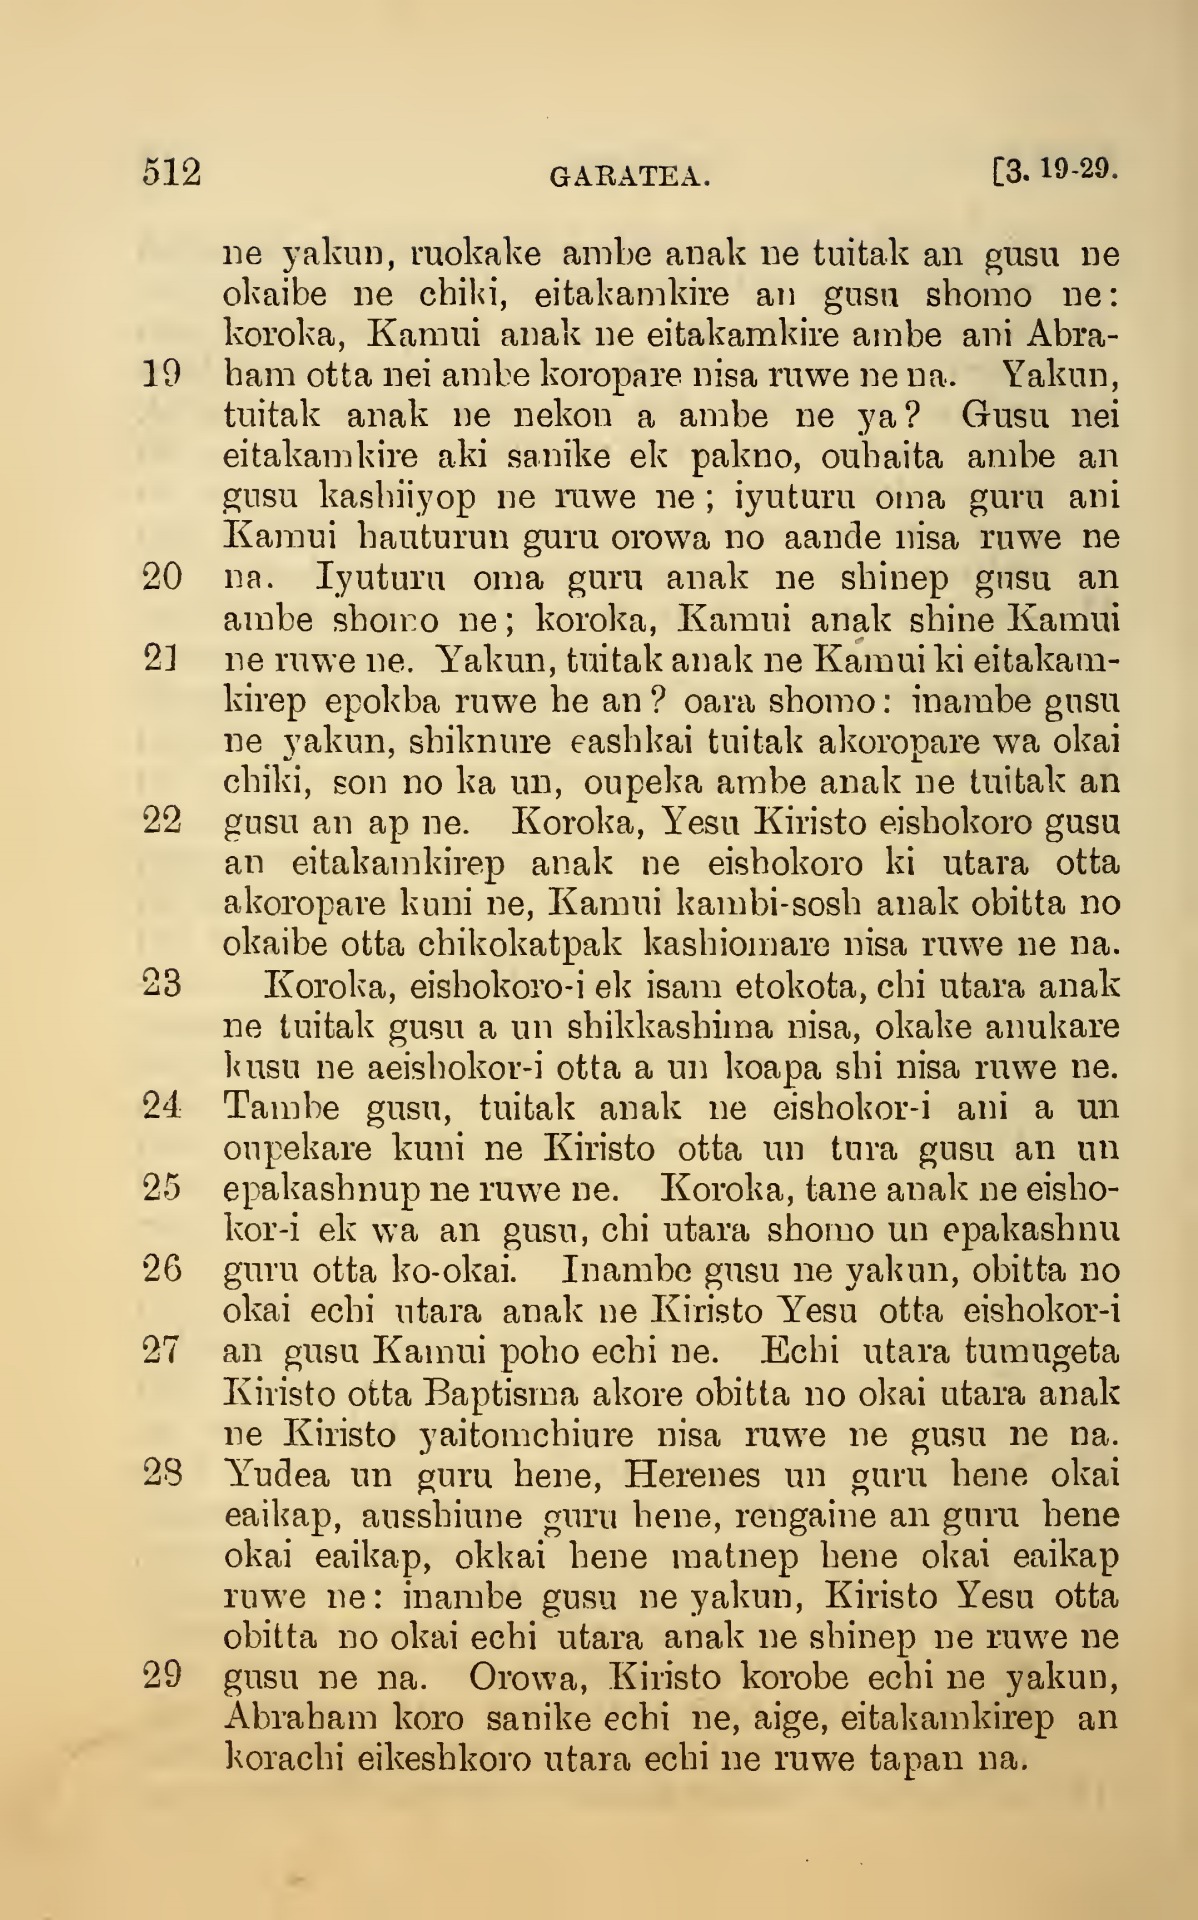 512 GARATEA. [3. 19-29.
ne yakun, ruokake ambe anak ne tuitak an gusu ne
okaibe ne chiki, eitakamkire an gusu shomo ne:
koroka, Kamui anak ne eitakamkire ambe ani Abra-
19 ham otta nei ambe koropare nisa ruwe ne na. Yakun,
tuitak anak ne nekon a ambe ne ya? Gusu nei
eitakamkire aki sanike ek pakno, ouhaita ambe an
gusu kashiiyop ne ruwe ne; iyuturu oma guru ani
Kamui hauturun guru orowa no aande nisa ruwe ne
20 na. Iyuturu oma guru anak ne shinep gusu an
ambe shomo ne; koroka, Kamui anak shine Kamui
21 ne ruwe ne. Yakun, tuitak anak ne Kamui ki eitakam-
kirep epokba ruwe he an? oara shomo: inambe gusu
ne yakun, shiknure eashkai tuitak akoropare wa okai
chiki, son no ka un, oupeka ambe anak ne tuitak an
22 gusu an ap ne. Koroka, Yesu Kiristo eishokoro gusu
an eitakamkirep anak ne eishokoro ki utara otta
akoropare kuni ne, Kamui kambi-sosh anak obitta no
okaibe otta chikokatpak kashiomare nisa ruwe ne na.
23 Koroka, eishokoro-i ek isam etokota, chi utara anak
ne tuitak gusu a un shikkashima nisa, okake anukare
kusu ne aeishokor-i otta a un koapa shi nisa ruwe ne.
24 Tambe gusu, tuitak anak ne eishokor-i ani a un
oupekare kuni ne Kiristo otta un tura gusu an un
25 epakashnup ne ruwe ne. Koroka, tane anak ne eisho-
kor-i ek wa an gusu, chi utara shomo un epakashnu
26 guru otta ko-okai. Inambe gusu ne yakun, obitta no
okai echi utara anak ne Kiristo Yesu otta eishokor-i
27 an gusu Kamui poho echi ne. Echi utara tumugeta
Kiristo otta Baptisma akore obitta no okai utara anak
ne Kiristo yaitomchiure nisa ruwe ne gusu ne na.
28 Yudea un guru hene, Herenes un guru hene okai
eaikap, ausshiune guru hene, rengaine an guru hene
okai eaikap, okkai hene matnep hene okai eaikap
ruwe ne: inambe gusu ne yakun, Kiristo Yesu otta
obitta no okai echi utara anak ne shinep ne ruwe ne
29 gusu ne na. Orowa, Kiristo korobe echi ne yakun,
Abraham koro sanike echi ne, aige, eitakamkirep an
korachi eikeshkoro utara echi ne ruwe tapan na.